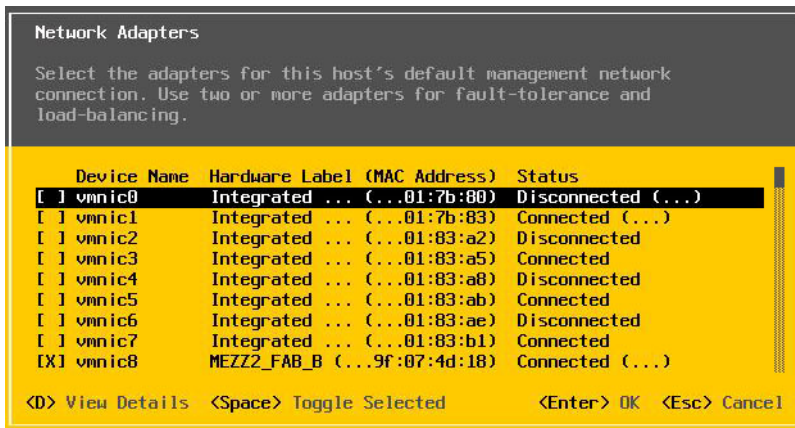 Network Adapters
Select the adapters for this host's default management network
connection. Use two or more adapters for fault-tolerance and
load-balancing.
Device Name Hardware Label (MAC Address) Status
[ ] vmnic0 Integrated ... (...01:7b:80) Disconnected (...)
[ ] vmnic1 Integrated ... (...01:7b:83) Connected (...)
[ ] vmnic2 Integrated ... (...01:83:a2) Disconnected
[ ] vmnic3 Integrated ... (...01:83:a5) Connected
[ ] vmnic4 Integrated ... (...01:83:a8) Disconnected
[ ] vmnic5 Integrated ... (...01:83:ab) Connected
[ ] vmnic6 Integrated ... (...01:83:ae) Disconnected
[ ] vmnic7 Integrated ... (...01:83:b1) Connected
[X] vmnic8 MEZZ2_FAB_B (...9f:07:4d:18) Connected (...)
<D> View Details <Space> Toggle Selected <Enter> OK <Esc> Cancel